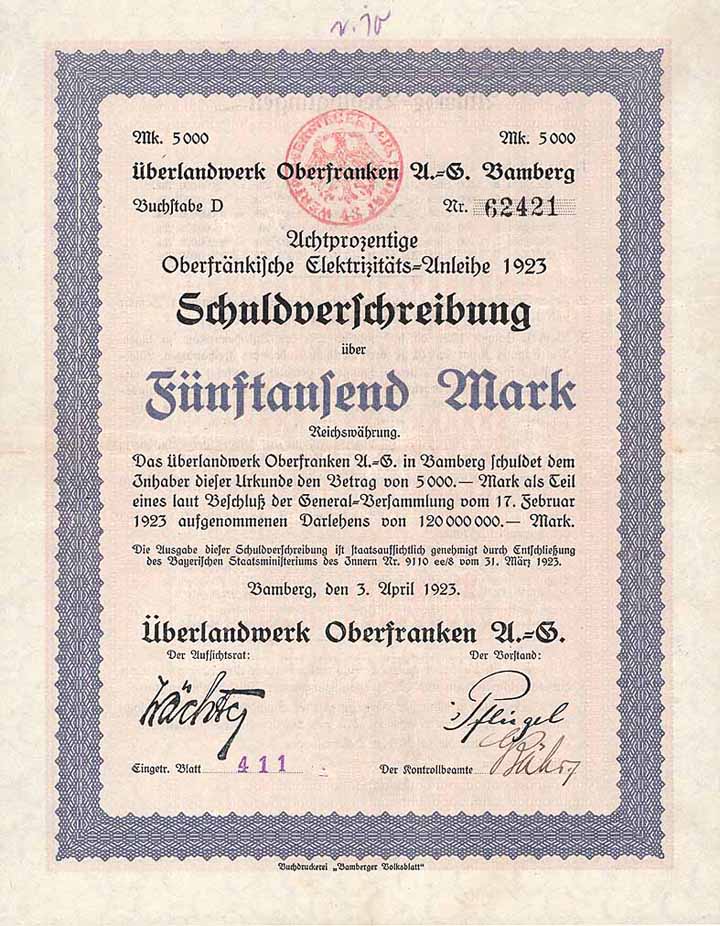 Mk. 5000 Mk. 5000
Überlandwerk Oberfranken A.=G. Bamberg
Buchstabe D Nr. 62421
Achtprozentige
Oberfränkische Elektrizitäts=Anleihe 1923
Schuldverschreibung
über
Fünftausend Mark
Reichswährung.
Das Überlandwerk Oberfranken A.=G. in Bamberg schuldet dem
Inhaber dieser Urkunde den Betrag von 5000.— Mark als Teil
eines laut Beschluß der General=Versammlung vom 17. Februar
1923 aufgenommenen Darlehens von 120000000.— Mark.
Die Ausgabe dieser Schuldverschreibung ist staatsaufsichtlich genehmigt durch Entschließung
des Bayerischen Staatsministeriums des Innern Nr. 9110 ee/8 vom 31. März 1923.
Bamberg, den 3. April 1923.
Überlandwerk Oberfranken A.=G.
Der Aufsichtsrat: Der Vorstand:
Wächter Pflügel
Eingetr. Blatt 411 Der Kontrollbeamte
Buchdruckerei „Bamberger Volksblatt"